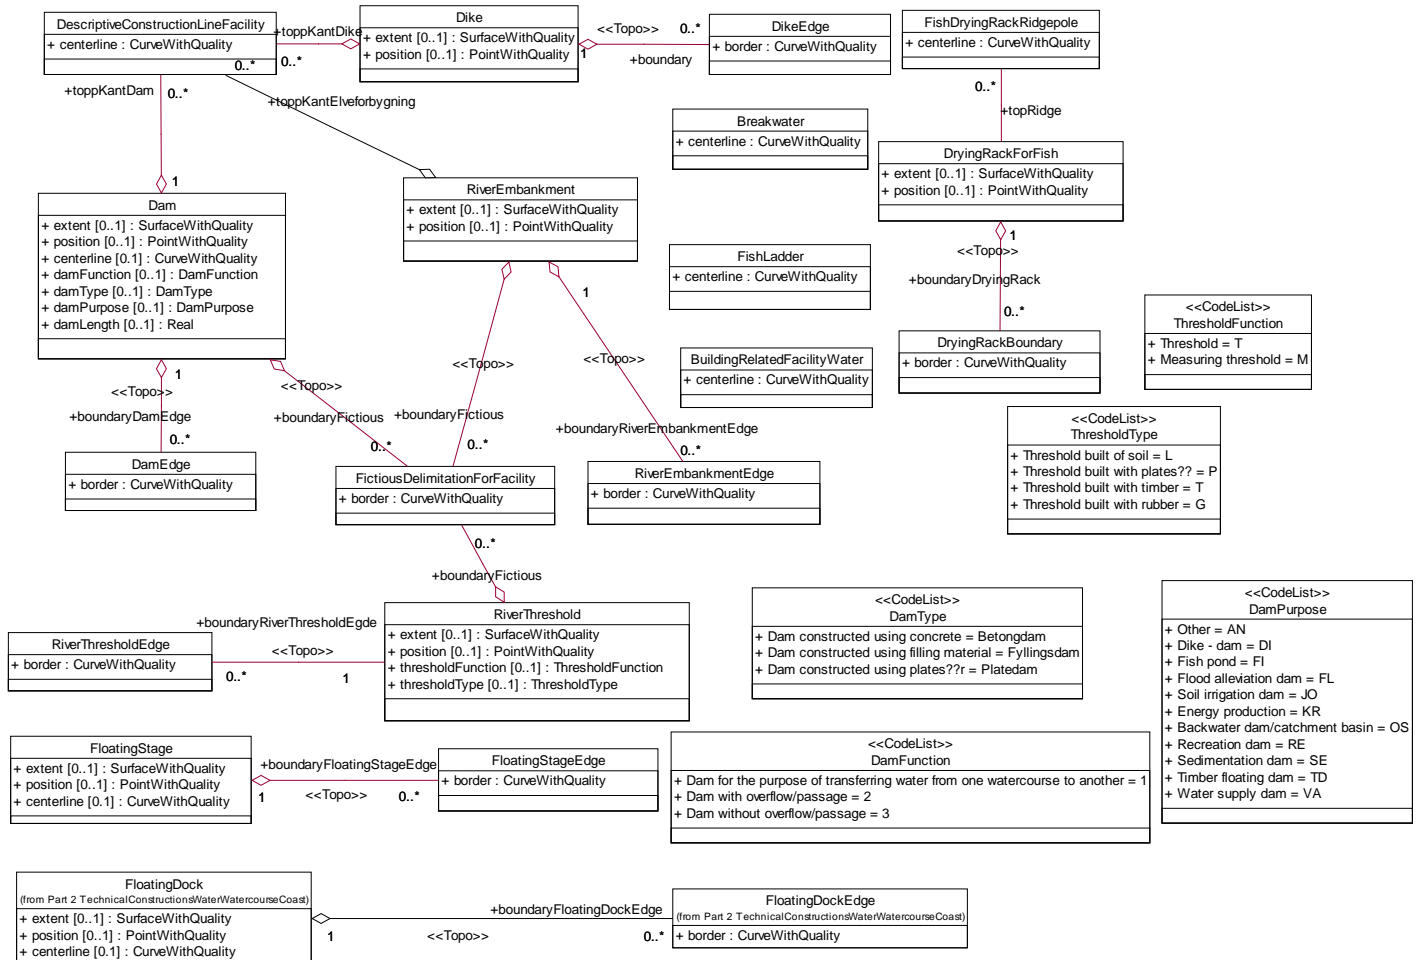 DescriptiveConstructionLineFacility
+ centerline : CurveWithQuality
0..*
+toppKantDike
0..*
Dike
+ extent [0..1] : SurfaceWithQuality
+ position [0..1] : PointWithQuality
1
<<Topo>>
0..*
+boundary
DikeEdge
+ border : CurveWithQuality
FishDryingRackRidgepole
+ centerline : CurveWithQuality
0..*
+topRidge
+toppKantDam
0..*
1
+toppKantElveforbygning
Breakwater
+ centerline : CurveWithQuality
DryingRackForFish
+ extent [0..1] : SurfaceWithQuality
+ position [0..1] : PointWithQuality
1
<<Topo>>
+boundaryDryingRack
0..*
Dam
+ extent [0..1] : SurfaceWithQuality
+ position [0..1] : PointWithQuality
+ centerline [0.1] : CurveWithQuality
+ damFunction [0..1] : DamFunction
+ damType [0..1] : DamType
+ damPurpose [0..1] : DamPurpose
+ damLength [0..1] : Real
RiverEmbankment
+ extent [0..1] : SurfaceWithQuality
+ position [0..1] : PointWithQuality
FishLadder
+ centerline : CurveWithQuality
<<CodeList>>
ThresholdFunction
+ Threshold = T
+ Measuring threshold = M
DryingRackBoundary
+ border : CurveWithQuality
BuildingRelatedFacilityWater
+ centerline : CurveWithQuality
1
<<Topo>>
+boundaryDamEdge
0..*
<<Topo>>
+boundaryFictious
0..*
<<Topo>>
+boundaryFictious
1
<<Topo>>
+boundaryRiverEmbankmentEdge
0..*
<<CodeList>>
ThresholdType
+ Threshold built of soil = L
+ Threshold built with plates?? = P
+ Threshold built with timber = T
+ Threshold built with rubber = G
DamEdge
+ border : CurveWithQuality
FictiousDelimitationForFacility
+ border : CurveWithQuality
RiverEmbankmentEdge
+ border : CurveWithQuality
0..*
+boundaryFictious
RiverThresholdEdge
+ border : CurveWithQuality
+boundaryRiverThresholdEgde
<<Topo>>
0..*
1
RiverThreshold
+ extent [0..1] : SurfaceWithQuality
+ position [0..1] : PointWithQuality
+ thresholdFunction [0..1] : ThresholdFunction
+ thresholdType [0..1] : ThresholdType
<<CodeList>>
DamType
+ Dam constructed using concrete = Betongdam
+ Dam constructed using filling material = Fyllingsdam
+ Dam constructed using plates??r = Platedam
<<CodeList>>
DamPurpose
+ Other = AN
+ Dike - dam = DI
+ Fish pond = FI
+ Flood alleviation dam = FL
+ Soil irrigation dam = JO
+ Energy production = KR
+ Backwater dam/catchment basin = OS
+ Recreation dam = RE
+ Sedimentation dam = SE
+ Timber floating dam = TD
+ Water supply dam = VA
FloatingStage
+ extent [0..1] : SurfaceWithQuality
+ position [0..1] : PointWithQuality
+ centerline [0.1] : CurveWithQuality
+boundaryFloatingStageEdge
1
<<Topo>>
0..*
FloatingStageEdge
+ border : CurveWithQuality
<<CodeList>>
DamFunction
+ Dam for the purpose of transferring water from one watercourse to another = 1
+ Dam with overflow/passage = 2
+ Dam without overflow/passage = 3
FloatingDock
(from Part 2 TechnicalConstructionsWaterWatercourseCoast)
+ extent [0..1] : SurfaceWithQuality
+ position [0..1] : PointWithQuality
+ centerline [0.1] : CurveWithQuality
+boundaryFloatingDockEdge
1
<<Topo>>
0..*
FloatingDockEdge
(from Part 2 TechnicalConstructionsWaterWatercourseCoast)
+ border : CurveWithQuality